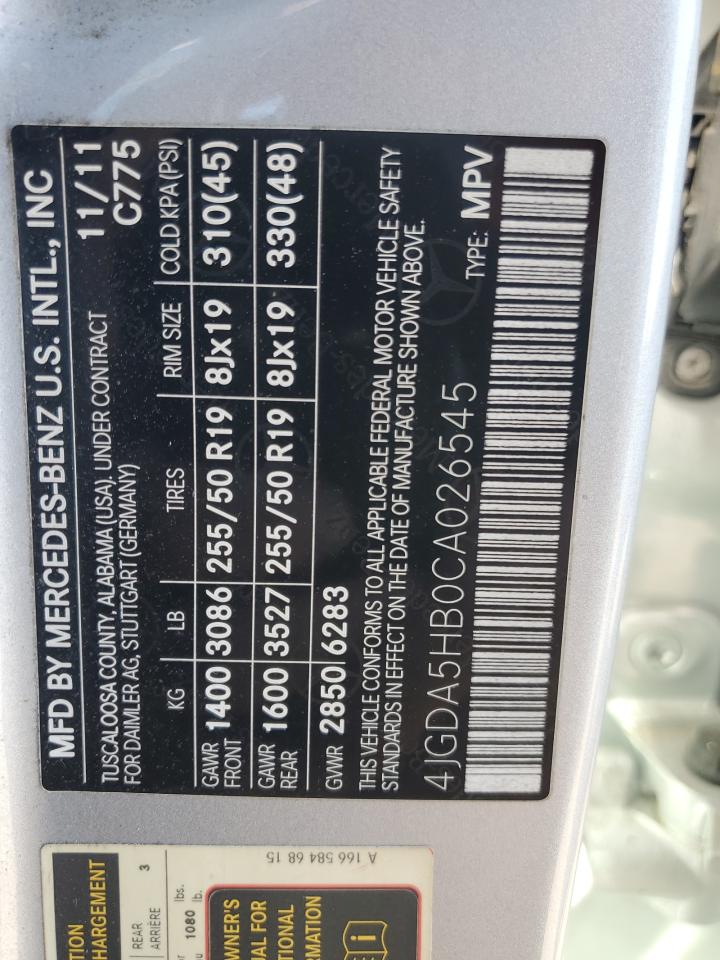 MFD BY MERCEDES-BENZ U.S. INTL., INC
TUSCALOOSA COUNTY, ALABAMA (USA). UNDER CONTRACT 11/11
FOR DAIMLER AG, STUTTGART (GERMANY) C775
KG LB TIRES RIM SIZE COLD KPA (PSI)
GAWR FRONT 1400 3086 255/50 R19 8Jx19 310(45)
GAWR REAR 1600 3527 255/50 R19 8Jx19 330(48)
GVWR 2850 6283
THIS VEHICLE CONFORMS TO ALL APPLICABLE FEDERAL MOTOR VEHICLE SAFETY
STANDARDS IN EFFECT ON THE DATE OF MANUFACTURE SHOWN ABOVE.
4JGDA5HB0CA026545 TYPE: MPV
A 166 584 68 15
HARGEMENT
REAR 3
ARRIÈRE
1080 lbs.
lb.
OWNER'S
FOR
i